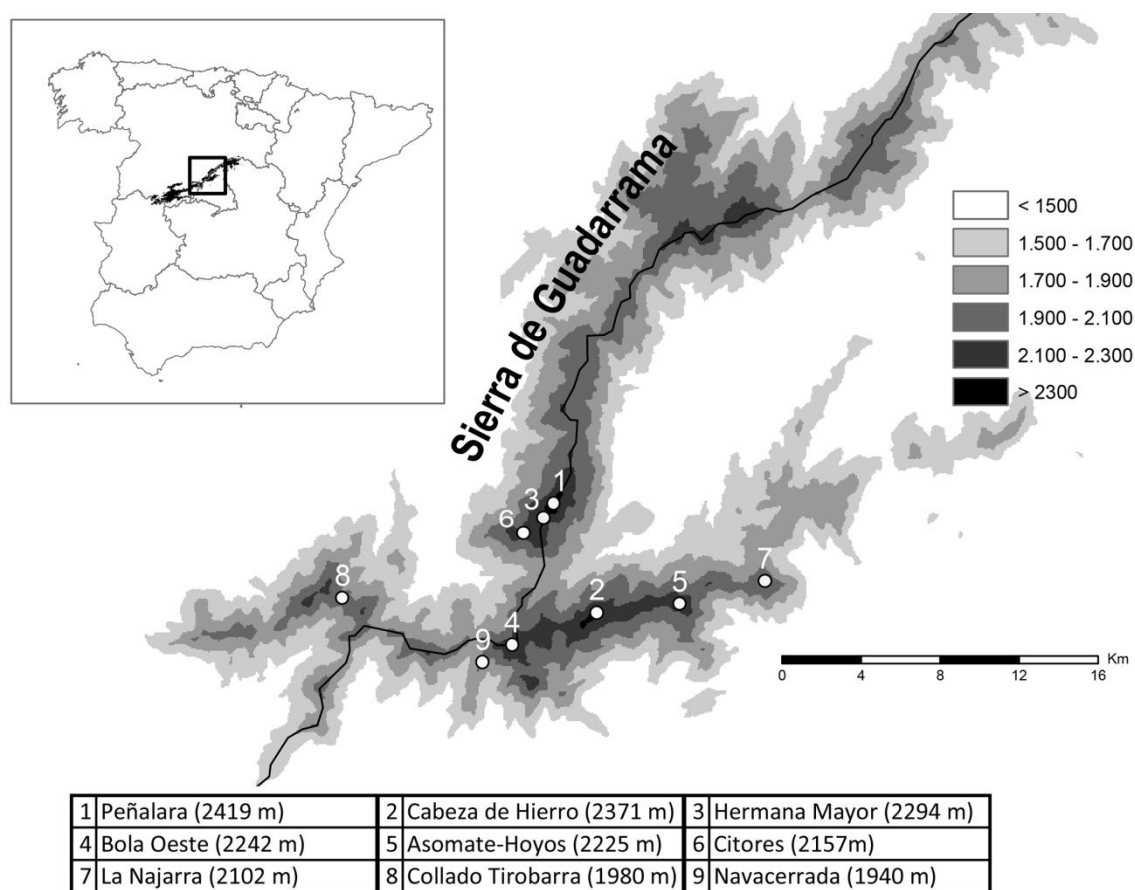 Sierra de Guadarrama
< 1500
1.500 - 1.700
1.700 - 1.900
1.900 - 2.100
2.100 - 2.300
> 2300
1
3
6
7
8
2
5
4
9
Km
0 4 8 12 16
1 Peñalara (2419 m) 2 Cabeza de Hierro (2371 m) 3 Hermana Mayor (2294 m)
4 Bola Oeste (2242 m) 5 Asomate-Hoyos (2225 m) 6 Citores (2157m)
7 La Najarra (2102 m) 8 Collado Tirobarra (1980 m) 9 Navacerrada (1940 m)